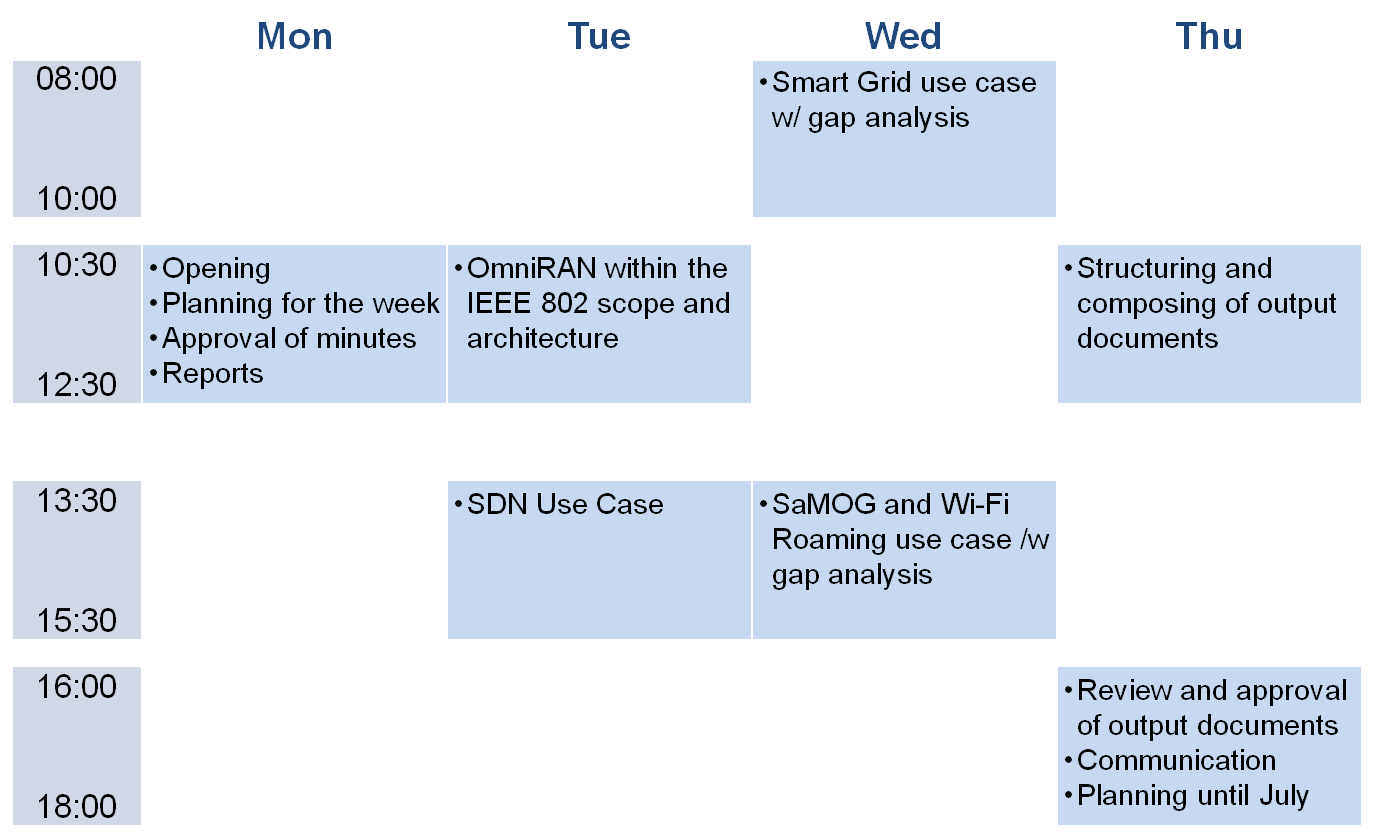 Mon Tue Wed Thu
08:00
10:00
•Smart Grid use case
w/ gap analysis
10:30
12:30
•Opening
•Planning for the week
•Approval of minutes
•Reports
•OmniRAN within the
IEEE 802 scope and
architecture
•Structuring and
composing of output
documents
13:30
15:30
•SDN Use Case
•SaMOG and Wi-Fi
Roaming use case /w
gap analysis
16:00
18:00
•Review and approval
of output documents
•Communication
•Planning until July